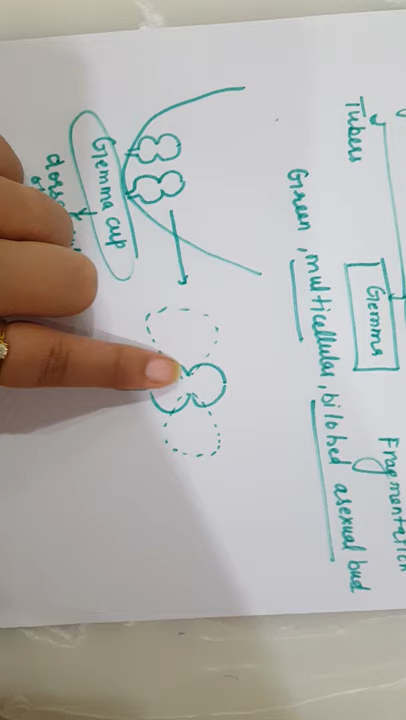 Tubers
Gemma
Fragmentation
Green, multicellular, bilobed asexual bud
Gemma cup